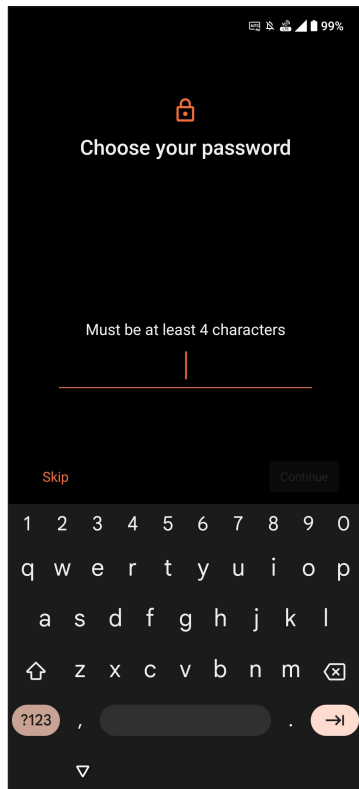 99%
Choose your password
Must be at least 4 characters
Skip Continue
1 2 3 4 5 6 7 8 9 0
q w e r t y u i o p
a s d f g h j k l
z x c v b n m
?123 , .